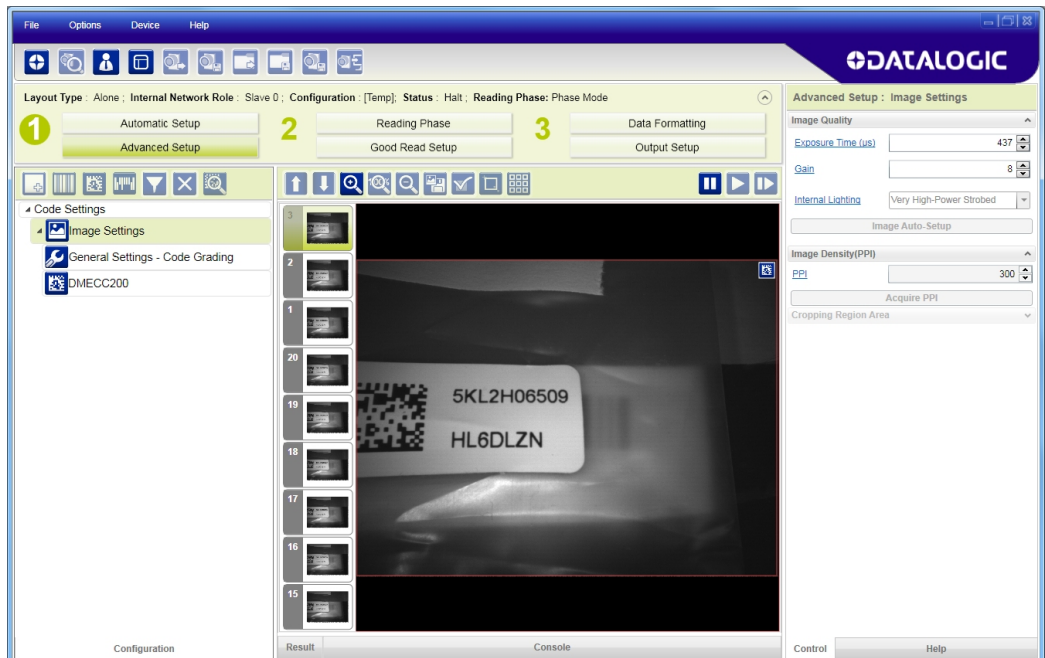 File Options Device Help
DATALOGIC
Layout Type : Alone ; Internal Network Role : Slave 0 ; Configuration : [Temp]; Status : Halt ; Reading Phase: Phase Mode
1 Automatic Setup 2 Reading Phase 3 Data Formatting
Advanced Setup Good Read Setup Output Setup
Code Settings
Image Settings
General Settings - Code Grading
DMECC200
Configuration
3
2
1
20
19
18
17
16
15
5KL2H06509
HL6DLZN
Result Console
Advanced Setup : Image Settings
Image Quality
Exposure Time (us) 437
Gain 8
Internal Lighting Very High-Power Strobed
Image Auto-Setup
Image Density(PPI)
PPI 300
Acquire PPI
Cropping Region Area
Control Help